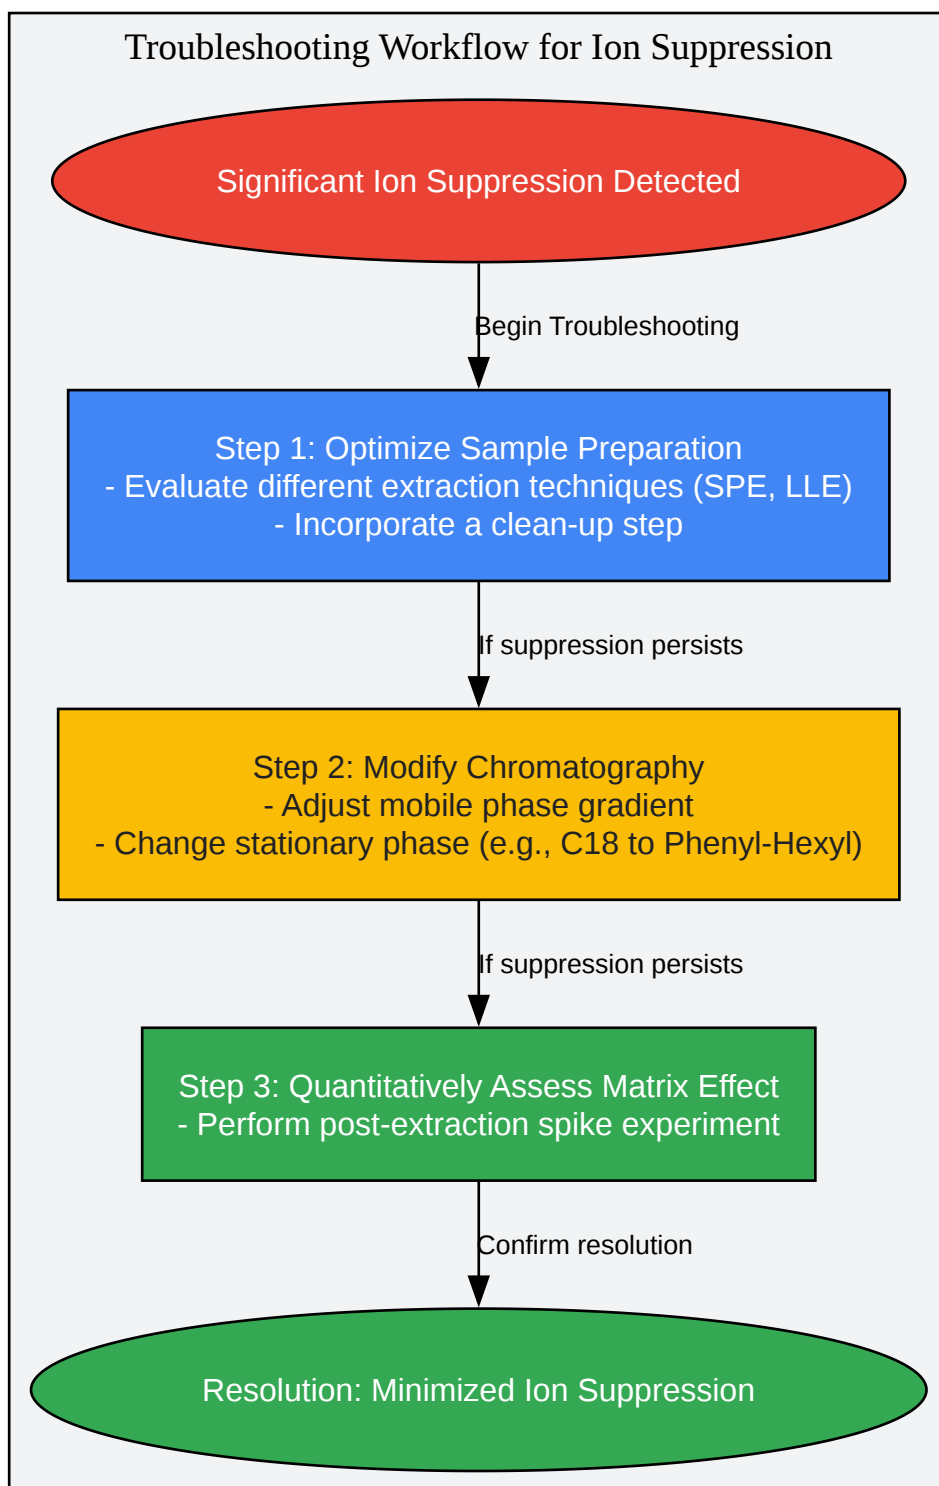 Troubleshooting Workflow for Ion Suppression
Significant Ion Suppression Detected
Begin Troubleshooting
Step 1: Optimize Sample Preparation
- Evaluate different extraction techniques (SPE, LLE)
- Incorporate a clean-up step
If suppression persists
Step 2: Modify Chromatography
- Adjust mobile phase gradient
- Change stationary phase (e.g., C18 to Phenyl-Hexyl)
If suppression persists
Step 3: Quantitatively Assess Matrix Effect
- Perform post-extraction spike experiment
Confirm resolution
Resolution: Minimized Ion Suppression